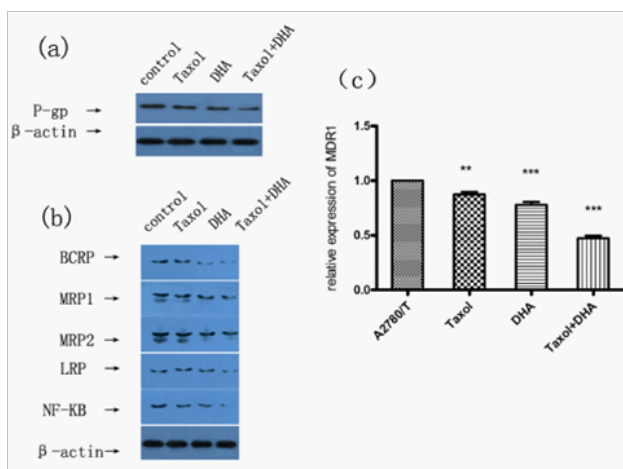 (a)
control Taxol DHA Taxol+DHA
P-gp
β-actin
(b)
control Taxol DHA Taxol+DHA
BCRP
MRP1
MRP2
LRP
NF-KB
β-actin
(c)
relative expression of MDR1
1.5
1.0
0.5
0.0
** *** ***
A2780/T Taxol DHA Taxol+DHA